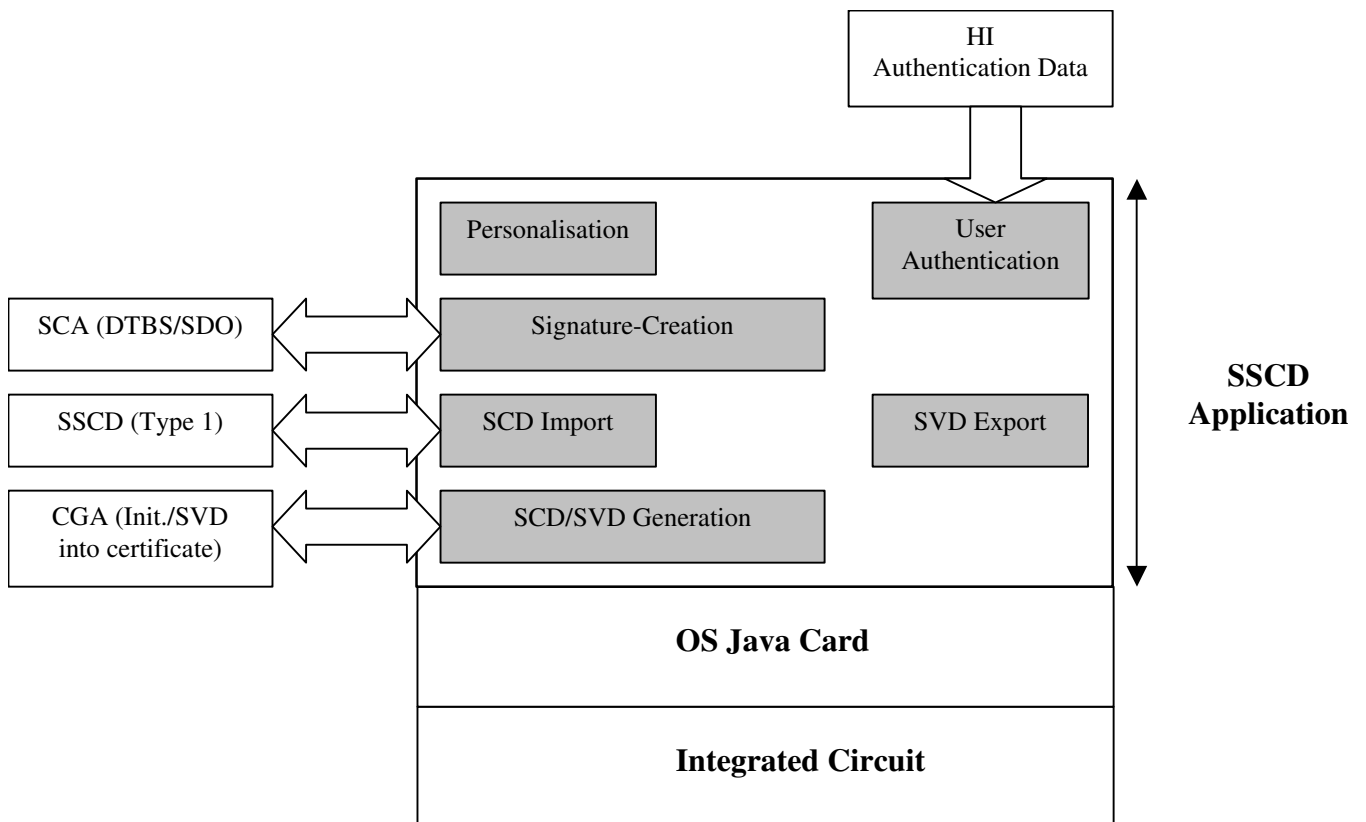 HI
Authentication Data
Personalisation
User
Authentication
SCA (DTBS/SDO)
Signature-Creation
SSCD (Type 1)
SCD Import
SVD Export
SSCD
Application
CGA (Init./SVD
into certificate)
SCD/SVD Generation
OS Java Card
Integrated Circuit